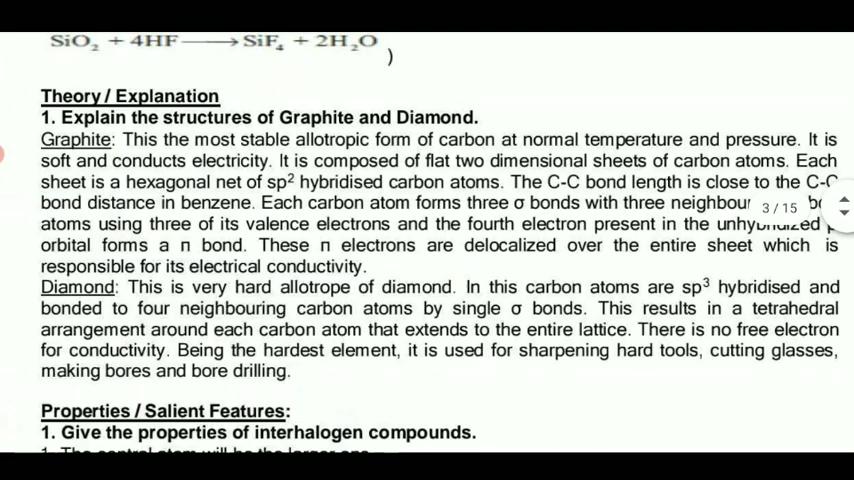 SiO₂ + 4HF ⟶ SiF₄ + 2H₂O )
Theory / Explanation
1. Explain the structures of Graphite and Diamond.
Graphite: This the most stable allotropic form of carbon at normal temperature and pressure. It is
soft and conducts electricity. It is composed of flat two dimensional sheets of carbon atoms. Each
sheet is a hexagonal net of sp² hybridised carbon atoms. The C-C bond length is close to the C-C
bond distance in benzene. Each carbon atom forms three σ bonds with three
3 / 15
atoms using three of its valence electrons and the fourth electron present in the
orbital forms a п bond. These п electrons are delocalized over the entire sheet which is
responsible for its electrical conductivity.
Diamond: This is very hard allotrope of diamond. In this carbon atoms are sp³ hybridised and
bonded to four neighbouring carbon atoms by single σ bonds. This results in a tetrahedral
arrangement around each carbon atom that extends to the entire lattice. There is no free electron
for conductivity. Being the hardest element, it is used for sharpening hard tools, cutting glasses,
making bores and bore drilling.
Properties / Salient Features:
1. Give the properties of interhalogen compounds.